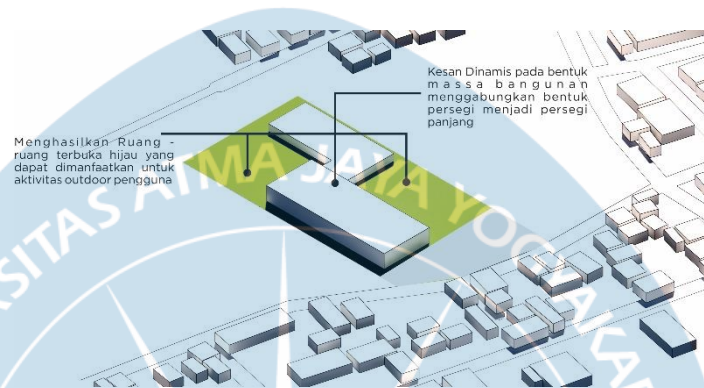 Kesan Dinamis pada bentuk
massa bangunan
menggabungkan bentuk
persegi menjadi persegi
panjang
Menghasilkan Ruang -
ruang terbuka hijau yang
dapat dimanfaatkan untuk
aktivitas outdoor pengguna
SITAS ATMA JAYA YOGYAKA